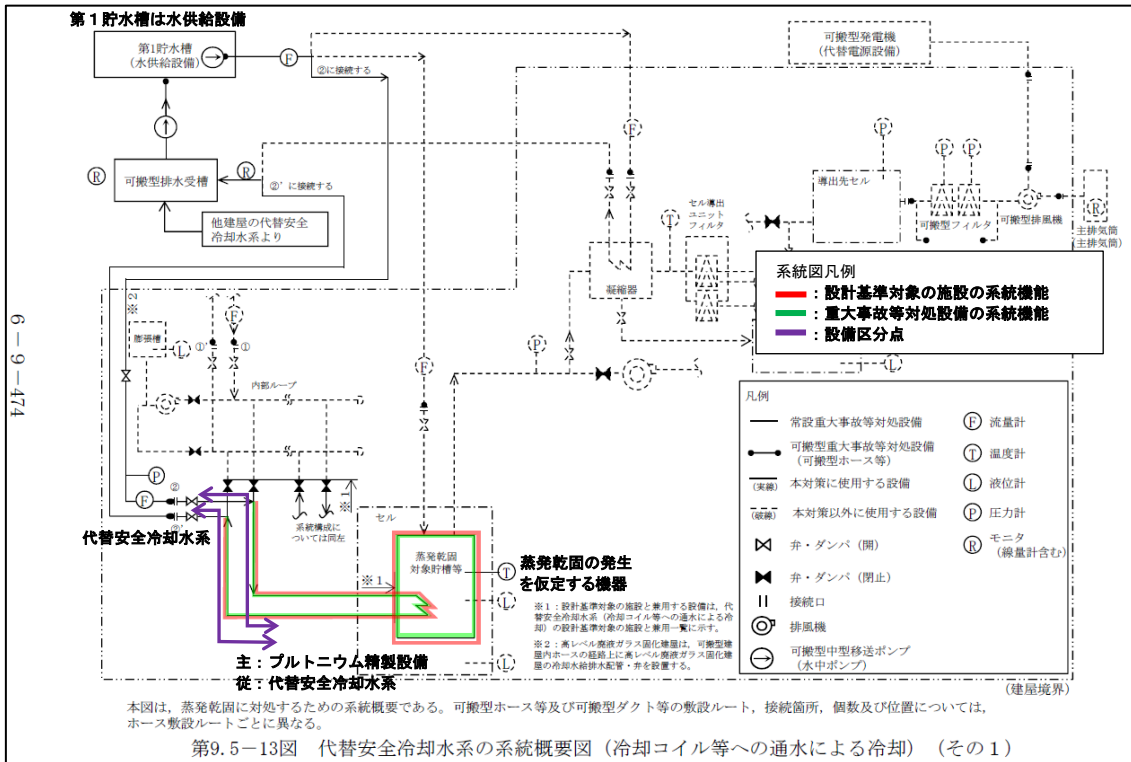 第１貯水槽は水供給設備
第1貯水槽
(水供給設備)
F
②に接続する
可搬型発電機
(代替電源設備)
F
P
P
P
R
可搬型排水受槽
R
②’に接続する
他建屋の代替安全
冷却水系より
導出先セル
可搬型フィルタ
可搬型排風機
R
主排気筒
(主排気筒)
T
セル導出
ユニット
フィルタ
凝縮器
系統図凡例
：設計基準対象の施設の系統機能
：重大事故等対処設備の系統機能
：設備区分点
※2
膨張槽
L
①’
F
①
内部ループ
P
F
L
凡例
常設重大事故等対処設備
可搬型重大事故等対処設備
(可搬型ホース等)
(実線)
本対策に使用する設備
(破線)
本対策以外に使用する設備
弁・ダンパ（開）
弁・ダンパ（閉止）
接続口
排風機
可搬型中型移送ポンプ
(水中ポンプ)
F 流量計
T 温度計
L 液位計
P 圧力計
R モニタ
(線量計含む)
P
②
F
②’
代替安全冷却水系
系統構成に
ついては同左
※1
セル
蒸発乾固
対象貯槽等
※1
T
L
L
蒸発乾固の発生
を仮定する機器
※1：設計基準対象の施設と兼用する設備は，代
替安全冷却水系（冷却コイル等への通水による冷
却）の設計基準対象の施設と兼用一覧に示す。
※2：高レベル廃液ガラス固化建屋は，可搬型建
屋内ホースの経路上に高レベル廃液ガラス固化建
屋の冷却水給排水配管・弁を設置する。
主：プルトニウム精製設備
従：代替安全冷却水系
(建屋境界)
本図は，蒸発乾固に対処するための系統概要である。可搬型ホース等及び可搬型ダクト等の敷設ルート，接続箇所，個数及び位置については，
ホース敷設ルートごとに異なる。
第9.5－13図　代替安全冷却水系の系統概要図（冷却コイル等への通水による冷却）（その１）
6－9－474